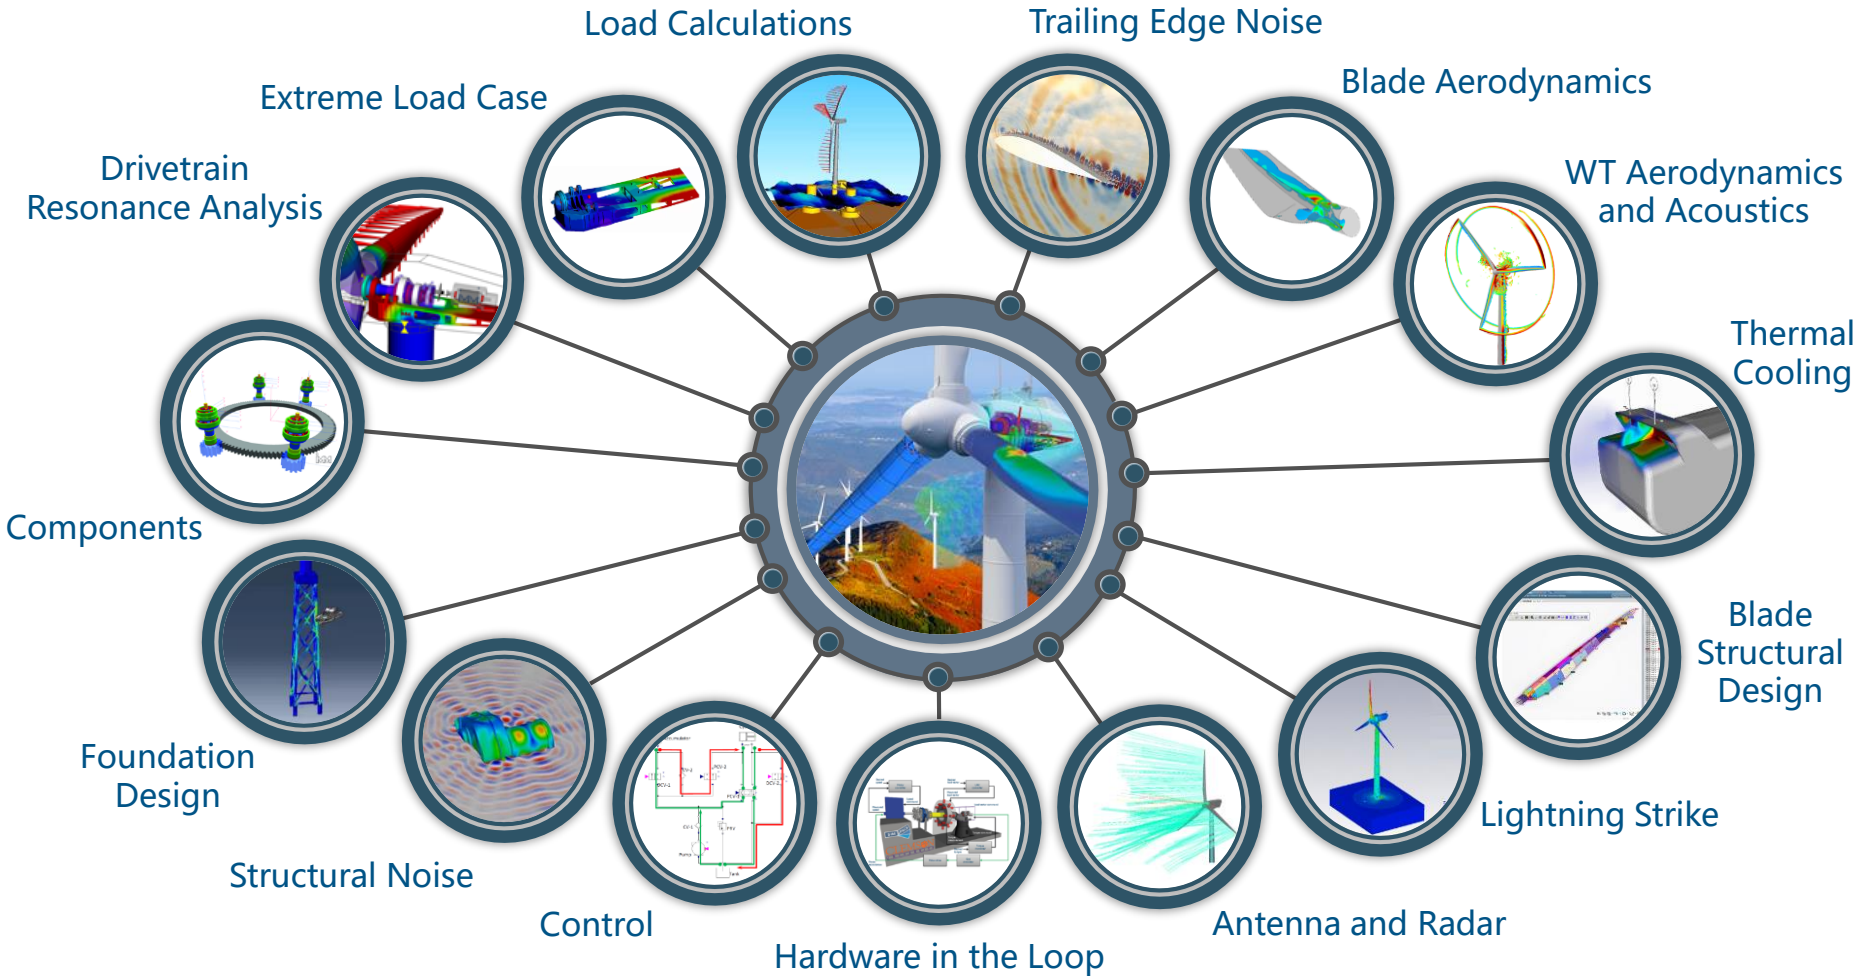 Load Calculations
Trailing Edge Noise
Extreme Load Case
Blade Aerodynamics
Drivetrain
Resonance Analysis
WT Aerodynamics
and Acoustics
Thermal
Cooling
Components
Blade
Structural
Design
Foundation
Design
Lightning Strike
Structural Noise
Control
Antenna and Radar
Hardware in the Loop